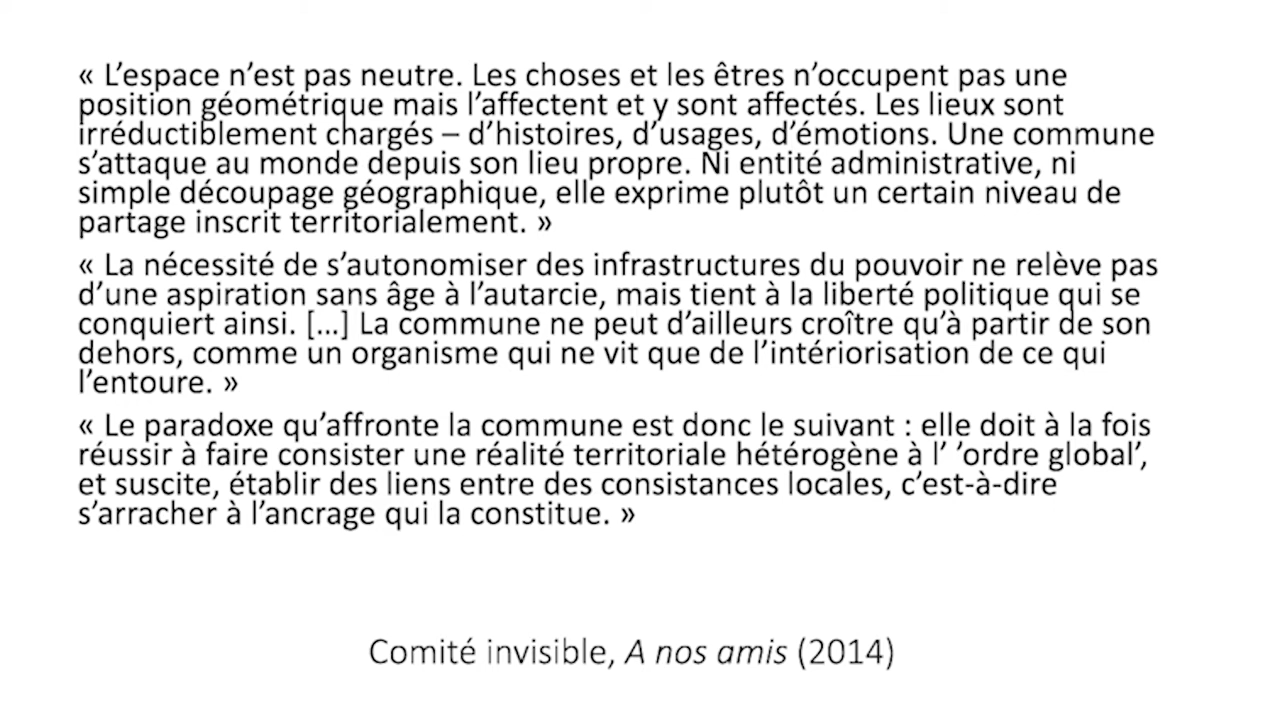 « L’espace n’est pas neutre. Les choses et les êtres n’occupent pas une
position géométrique mais l’affectent et y sont affectés. Les lieux sont
irréductiblement chargés – d’histoires, d’usages, d’émotions. Une commune
s’attaque au monde depuis son lieu propre. Ni entité administrative, ni
simple découpage géographique, elle exprime plutôt un certain niveau de
partage inscrit territorialement. »
« La nécessité de s’autonomiser des infrastructures du pouvoir ne relève pas
d’une aspiration sans âge à l’autarcie, mais tient à la liberté politique qui se
conquiert ainsi. […] La commune ne peut d’ailleurs croître qu’à partir de son
dehors, comme un organisme qui ne vit que de l’intériorisation de ce qui
l’entoure. »
« Le paradoxe qu’affronte la commune est donc le suivant : elle doit à la fois
réussir à faire consister une réalité territoriale hétérogène à l’ ’ordre global’,
et suscite, établir des liens entre des consistances locales, c’est-à-dire
s’arracher à l’ancrage qui la constitue. »
Comité invisible, A nos amis (2014)